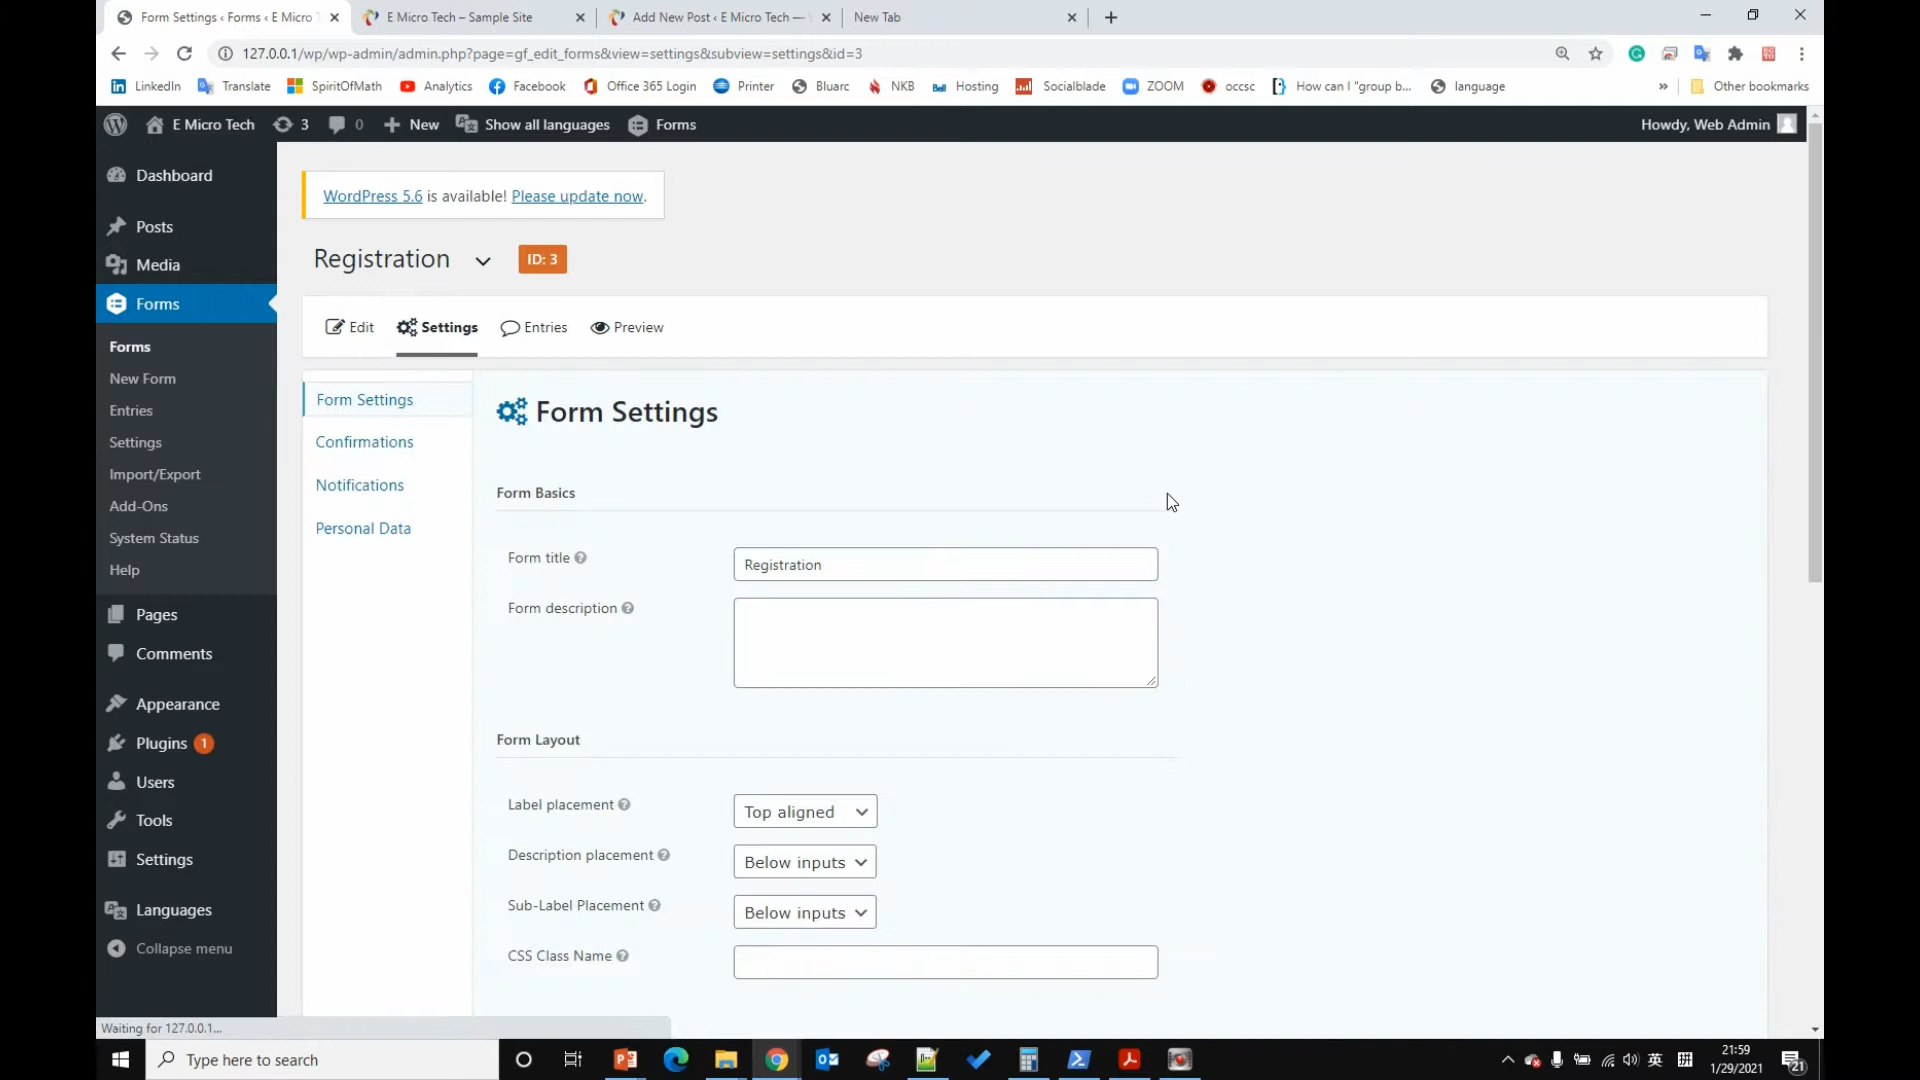 Form Settings ‹ Forms ‹ E Micro T
E Micro Tech – Sample Site
Add New Post ‹ E Micro Tech —
New Tab
127.0.0.1/wp/wp-admin/admin.php?page=gf_edit_forms&view=settings&subview=settings&id=3
LinkedIn
Translate
SpiritOfMath
Analytics
Facebook
Office 365 Login
Printer
Bluarc
NKB
Bell
Hosting
Socialblade
ZOOM
occsc
How can I "group b...
language
»
Other bookmarks
E Micro Tech
3
0
New
Show all languages
Forms
Howdy, Web Admin
Dashboard
Posts
Media
Forms
Forms
New Form
Entries
Settings
Import/Export
Add-Ons
System Status
Help
Pages
Comments
Appearance
Plugins 1
Users
Tools
Settings
Languages
Collapse menu
WordPress 5.6 is available! Please update now.
Registration
ID: 3
Edit
Settings
Entries
Preview
Form Settings
Confirmations
Notifications
Personal Data
Form Settings
Form Basics
Form title
Registration
Form description
Form Layout
Label placement
Top aligned
Description placement
Below inputs
Sub-Label Placement
Below inputs
CSS Class Name
Waiting for 127.0.0.1...
Type here to search
英
拼
21:59
1/29/2021
21